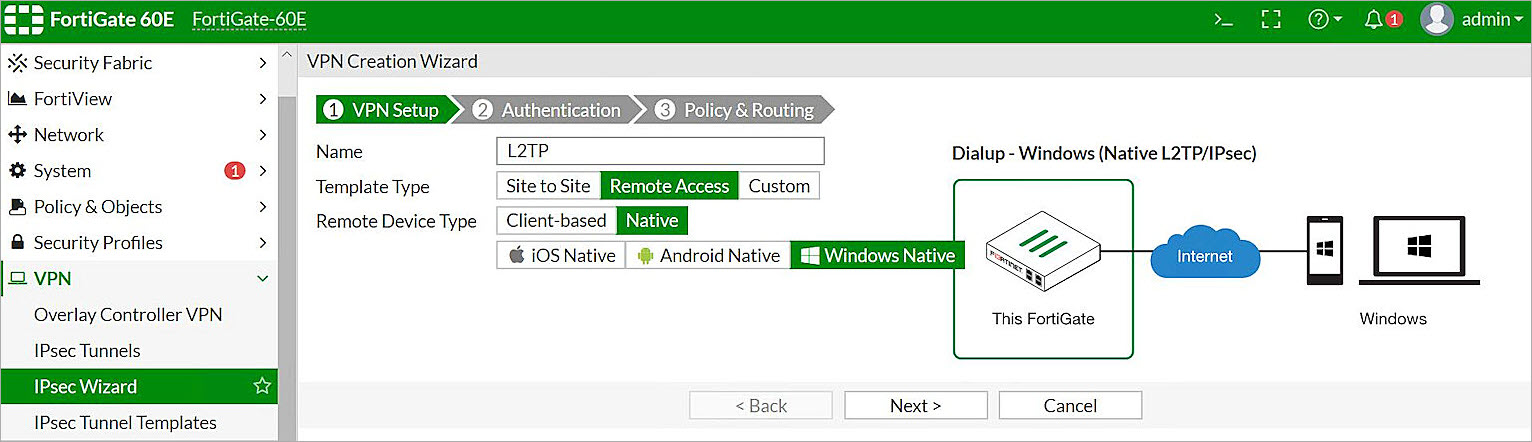 FortiGate 60E FortiGate-60E >_ ? 1 admin
Security Fabric
FortiView
Network
System 1
Policy & Objects
Security Profiles
VPN
Overlay Controller VPN
IPsec Tunnels
IPsec Wizard
IPsec Tunnel Templates
VPN Creation Wizard
1 VPN Setup 2 Authentication 3 Policy & Routing
Name L2TP
Template Type Site to Site Remote Access Custom
Remote Device Type Client-based Native
iOS Native Android Native Windows Native
Dialup - Windows (Native L2TP/IPsec)
FORTINET
Internet
This FortiGate
Windows
< Back Next > Cancel